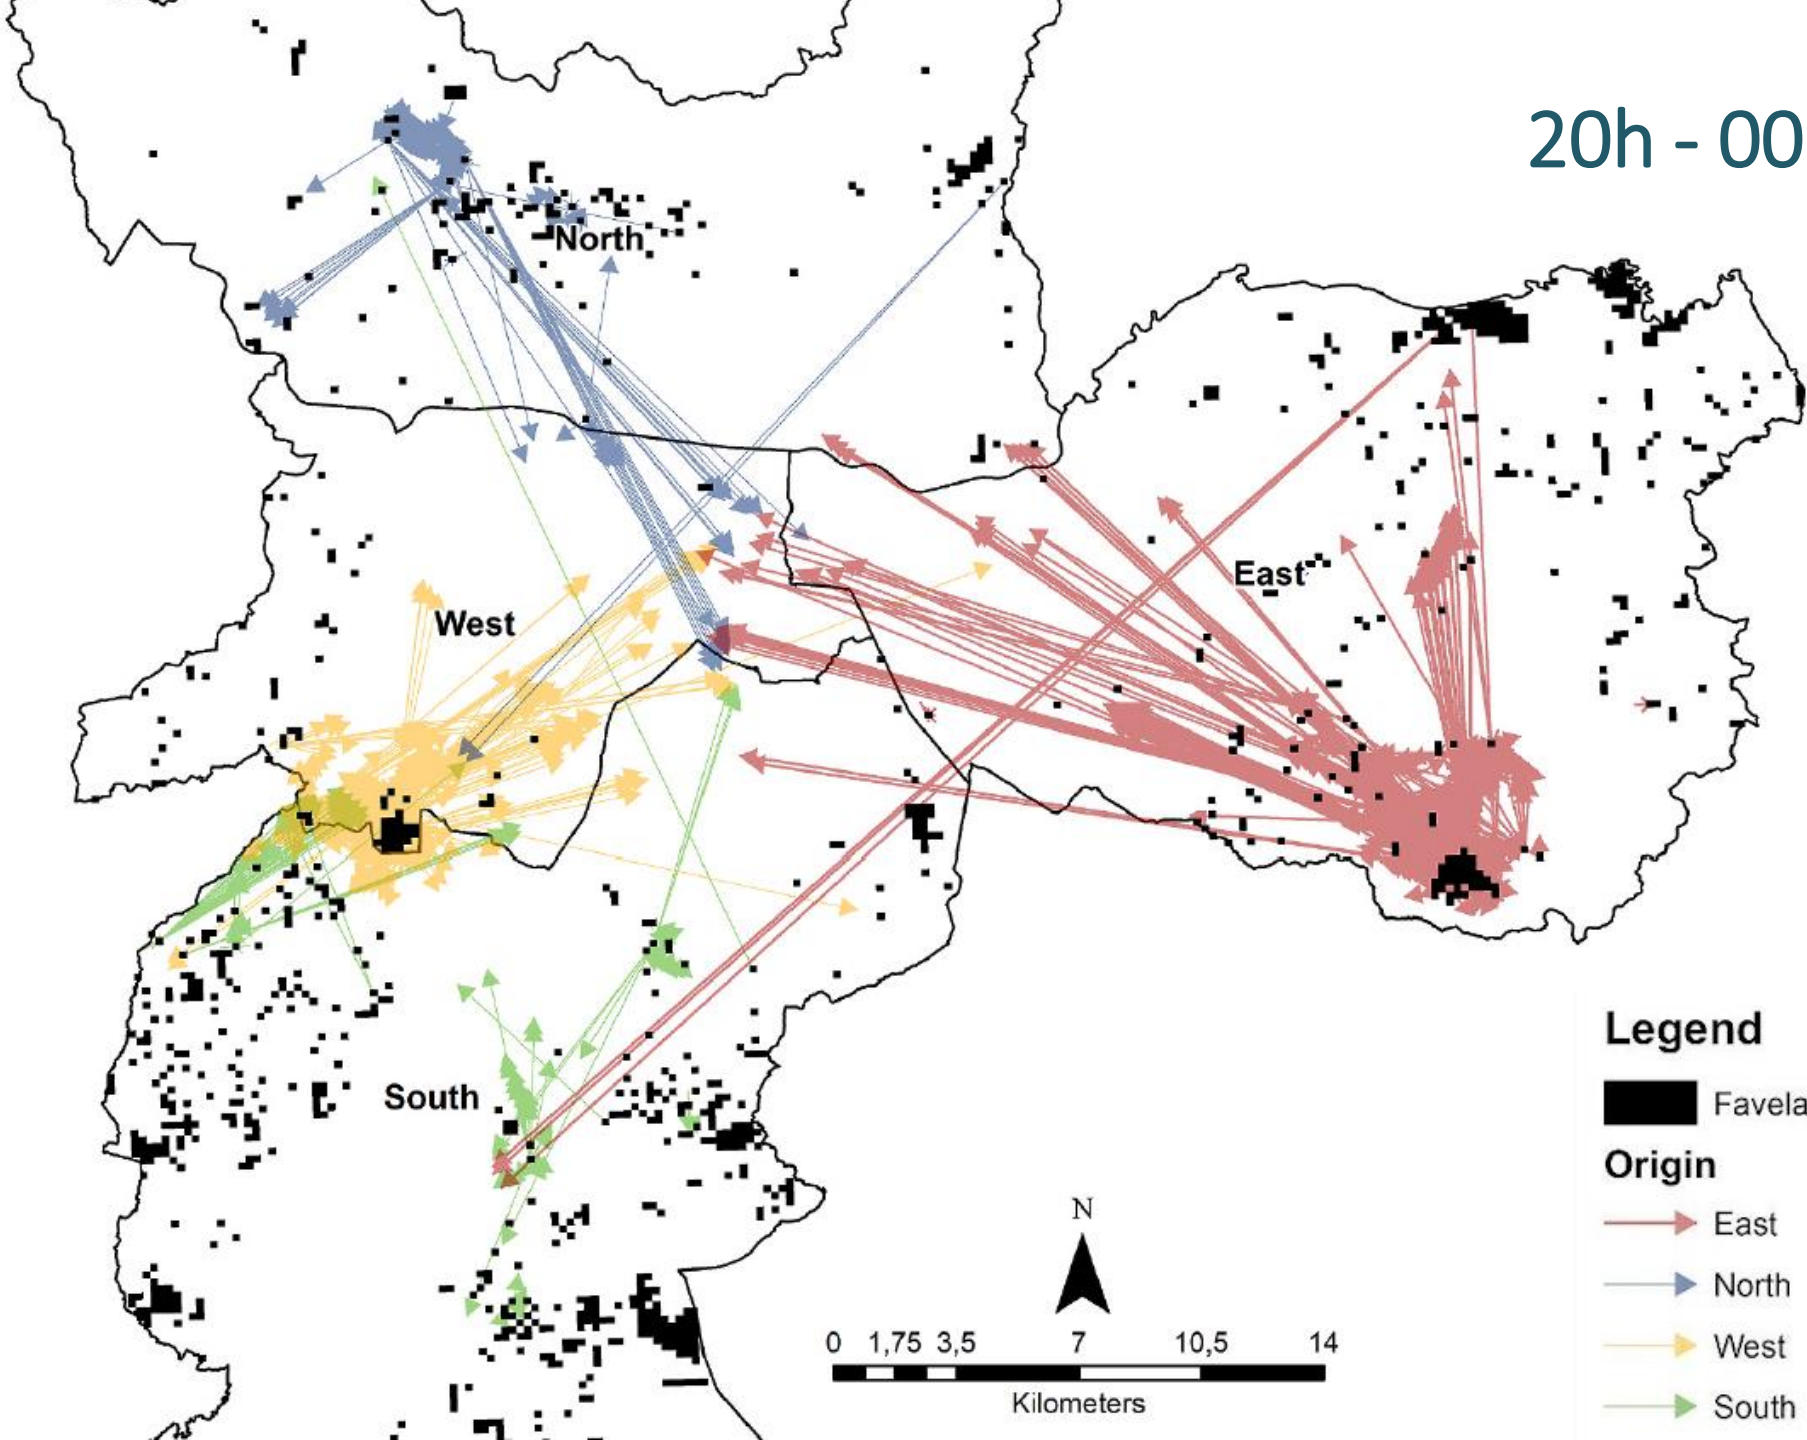 20h - 00
North
East
West
South
Legend
Favela
Origin
East
North
West
South
N
0 1,75 3,5 7 10,5 14
Kilometers